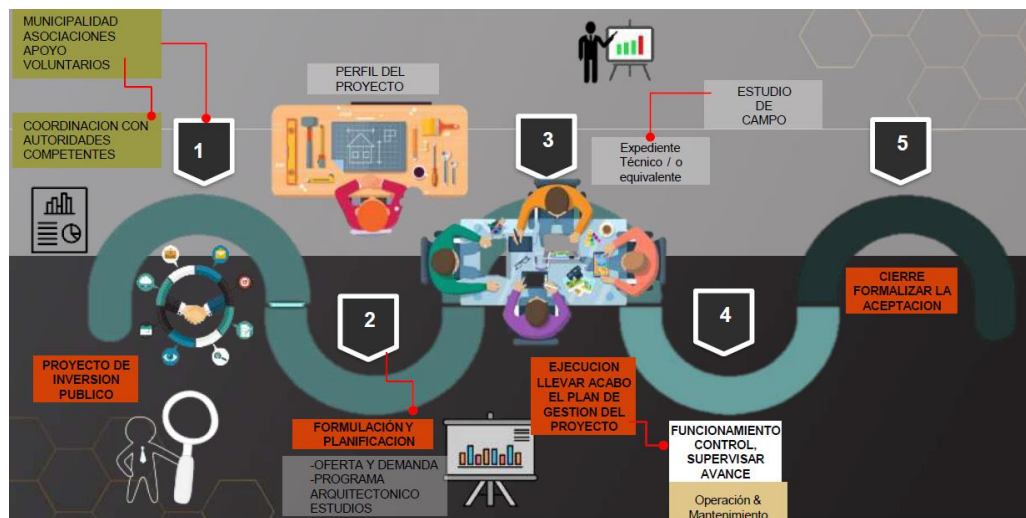 MUNICIPALIDAD
ASOCIACIONES
APOYO
VOLUNTARIOS
COORDINACION CON
AUTORIDADES
COMPETENTES
1
PERFIL DEL
PROYECTO
3
ESTUDIO
DE
CAMPO
Expediente
Técnico / o
equivalente
5
PROYECTO DE
INVERSION
PUBLICO
2
FORMULACIÓN Y
PLANIFICACION
-OFERTA Y DEMANDA
-PROGRAMA
ARQUITECTONICO
ESTUDIOS
EJECUCION
LLEVAR ACABO
EL PLAN DE
GESTION DEL
PROYECTO
4
FUNCIONAMIENTO
CONTROL,
SUPERVISAR
AVANCE
Operación &
Mantenimiento
CIERRE
FORMALIZAR LA
ACEPTACION